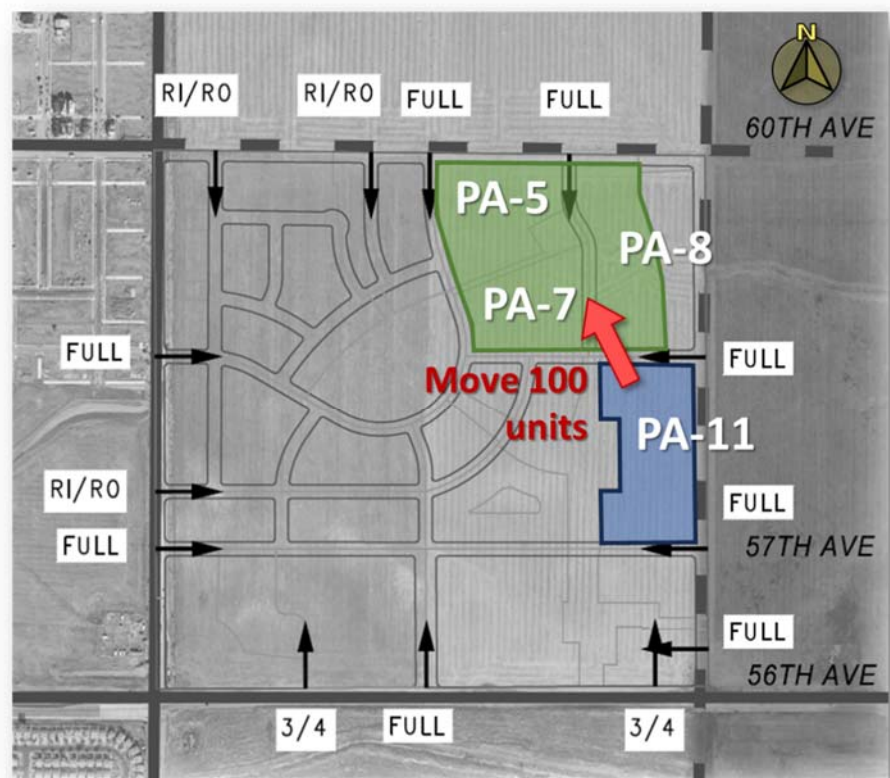 N
RI/RO
RI/RO
FULL
FULL
60TH AVE
PA-5
PA-8
PA-7
FULL
FULL
Move 100
units
PA-11
RI/RO
FULL
FULL
57TH AVE
FULL
56TH AVE
3/4
FULL
3/4